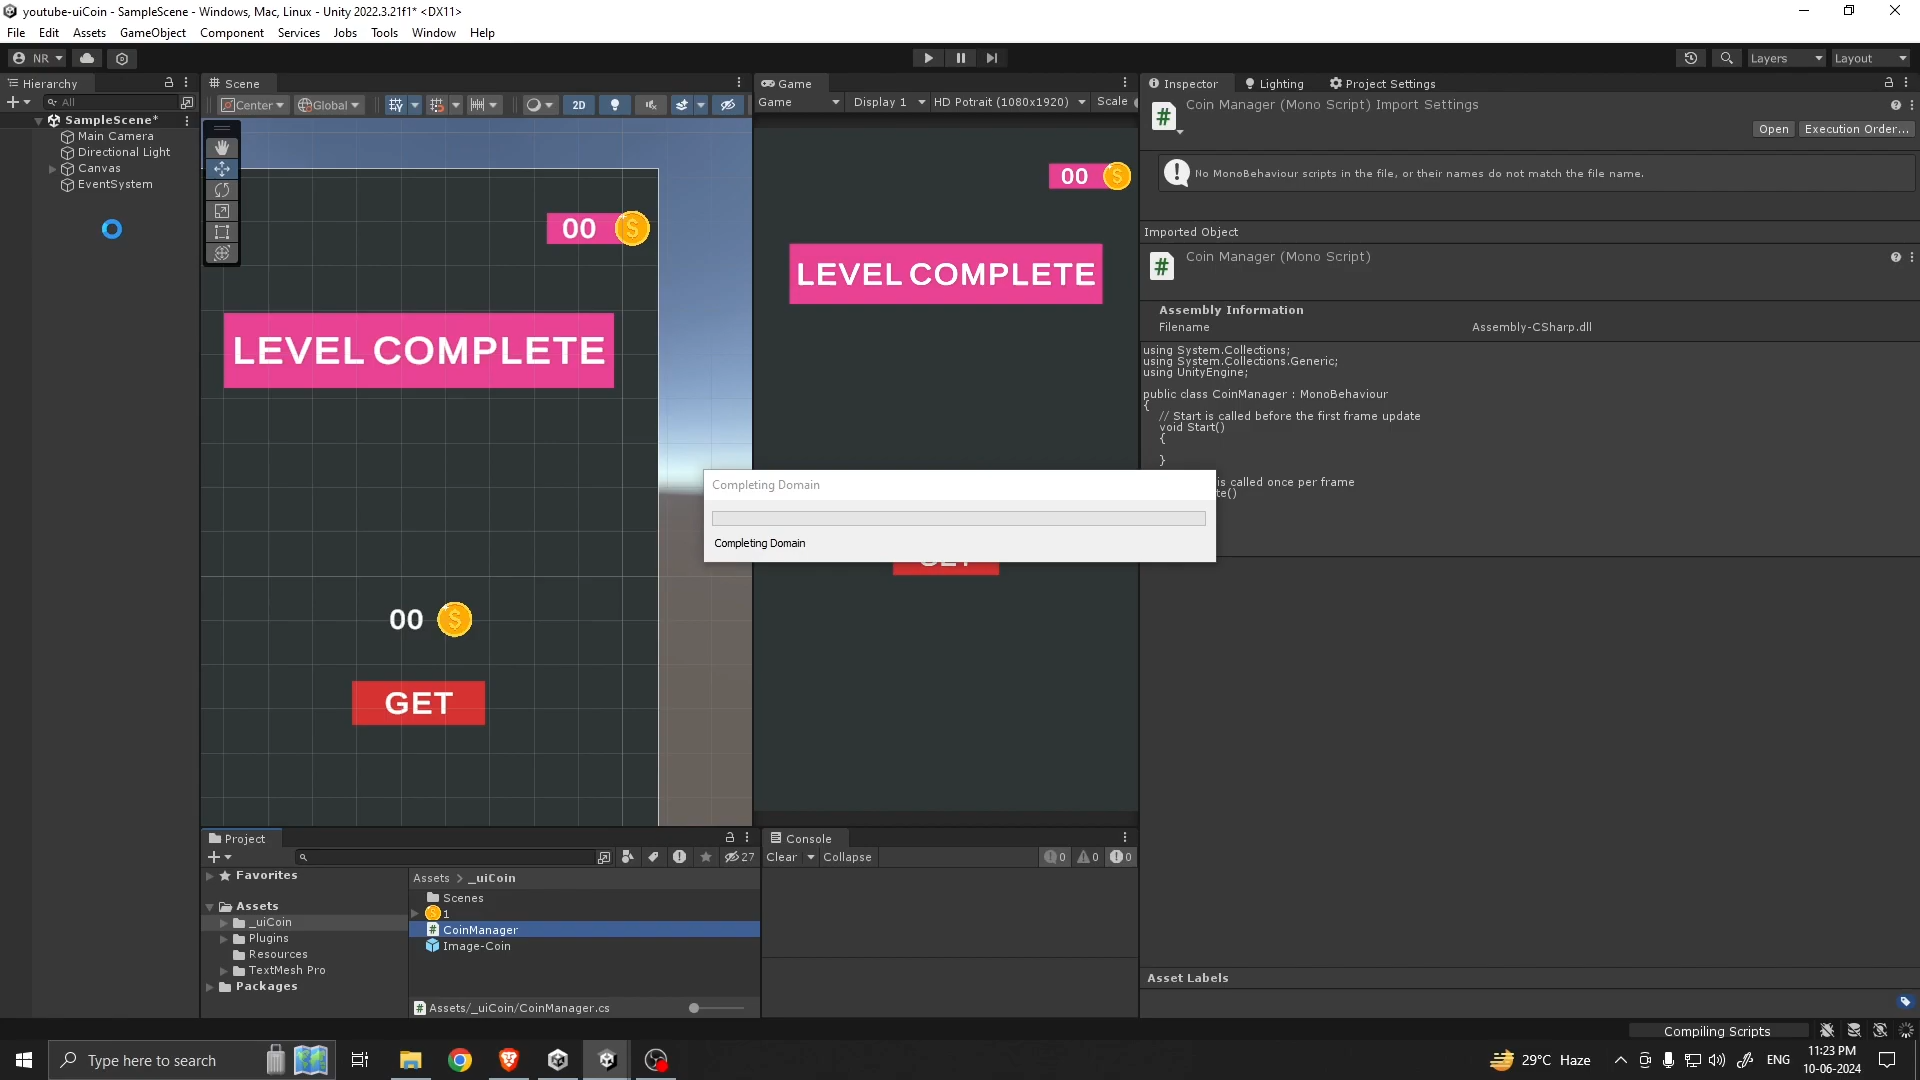 youtube-uiCoin - SampleScene - Windows, Mac, Linux - Unity 2022.3.21f1* <DX11>
File Edit Assets GameObject Component Services Jobs Tools Window Help
NR
Layers Layout
Hierarchy
All
SampleScene*
Main Camera
Directional Light
Canvas
EventSystem
Scene
Center Global 2D
00
LEVEL COMPLETE
00
GET
Game
Game Display 1 HD Potrait (1080x1920) Scale
00
LEVEL COMPLETE
Completing Domain
Completing Domain
Inspector Lighting Project Settings
Coin Manager (Mono Script) Import Settings
Open Execution Order...
No MonoBehaviour scripts in the file, or their names do not match the file name.
Imported Object
Coin Manager (Mono Script)
Assembly Information
Filename Assembly-CSharp.dll
using System.Collections;
using System.Collections.Generic;
using UnityEngine;
public class CoinManager : MonoBehaviour
{
// Start is called before the first frame update
void Start()
{
}
is called once per frame
te()
Asset Labels
Project
27
Favorites
Assets
_uiCoin
Plugins
Resources
TextMesh Pro
Packages
Assets > _uiCoin
Scenes
1
CoinManager
Image-Coin
Assets/_uiCoin/CoinManager.cs
Console
Clear Collapse 0 0 0
Compiling Scripts
Type here to search
29°C Haze
ENG
11:23 PM
10-06-2024